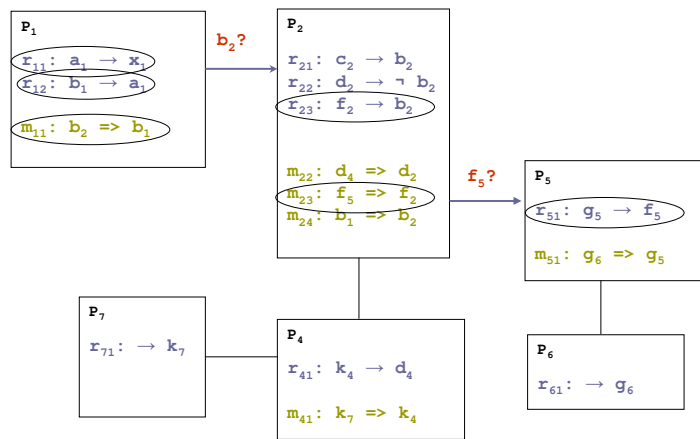 P₁
r₁₁: a₁ → x₁
r₁₂: b₁ → a₁
m₁₁: b₂ => b₁
b₂?
P₂
r₂₁: c₂ → b₂
r₂₂: d₂ → ¬ b₂
r₂₃: f₂ → b₂
m₂₂: d₄ => d₂
m₂₃: f₅ => f₂
m₂₄: b₁ => b₂
f₅?
P₅
r₅₁: g₅ → f₅
m₅₁: g₆ => g₅
P₇
r₇₁: → k₇
P₄
r₄₁: k₄ → d₄
m₄₁: k₇ => k₄
P₆
r₆₁: → g₆